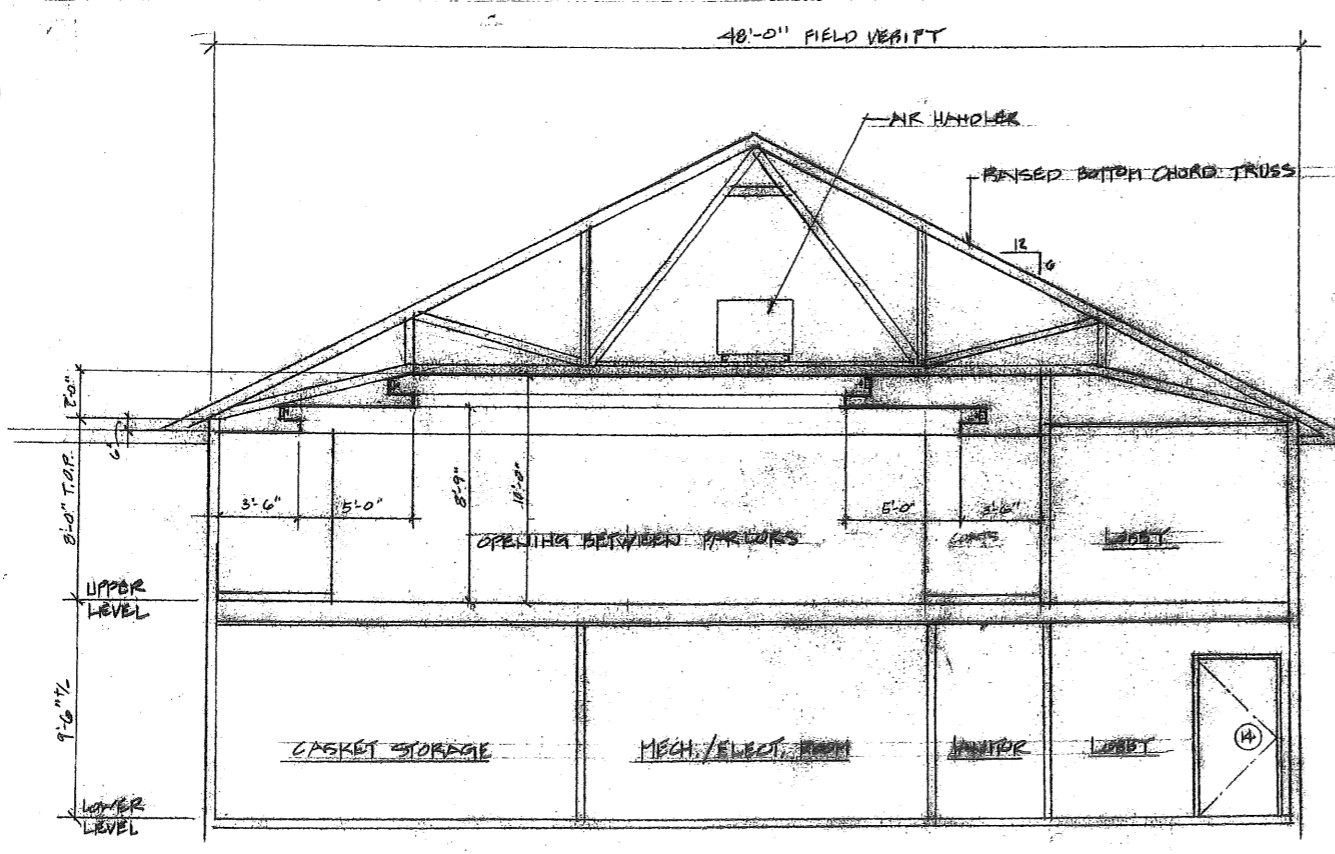 48'-0" FIELD VERIFY
AIR HANDLER
RAISED BOTTOM CHORD TRUSS
12
6
2'-0"
6"
8'-0" T.O.P.
3'-6"
5'-0"
8'-9"
10'-0"
5'-0"
3'-6"
OPENING BETWEEN PARLORS
LOBBY
UPPER
LEVEL
9'-6" +/-
CASKET STORAGE
MECH./ELECT. ROOM
JANITOR
LOBBY
14
LOWER
LEVEL